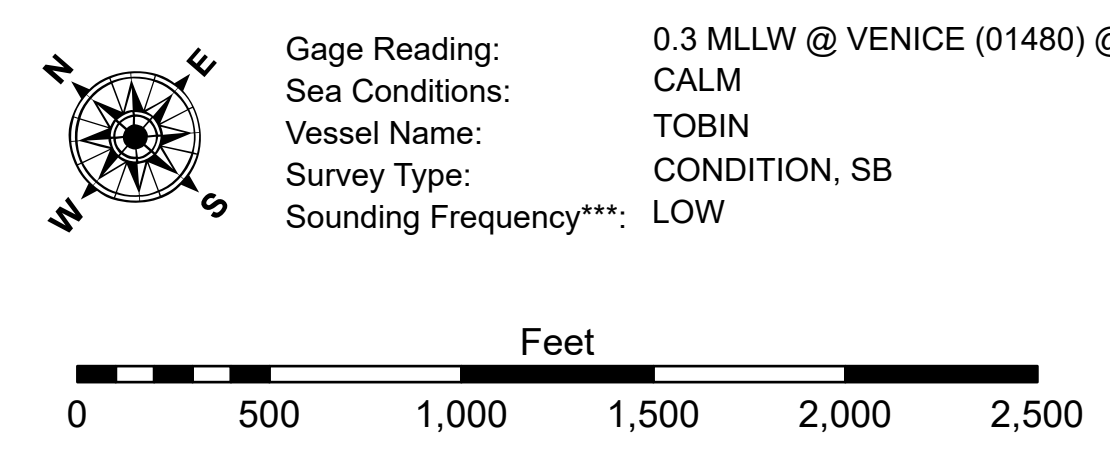 N E
W S
Gage Reading: 0.3 MLLW @ VENICE (01480) @
Sea Conditions: CALM
Vessel Name: TOBIN
Survey Type: CONDITION, SB
Sounding Frequency***: LOW
Feet
0 500 1,000 1,500 2,000 2,500